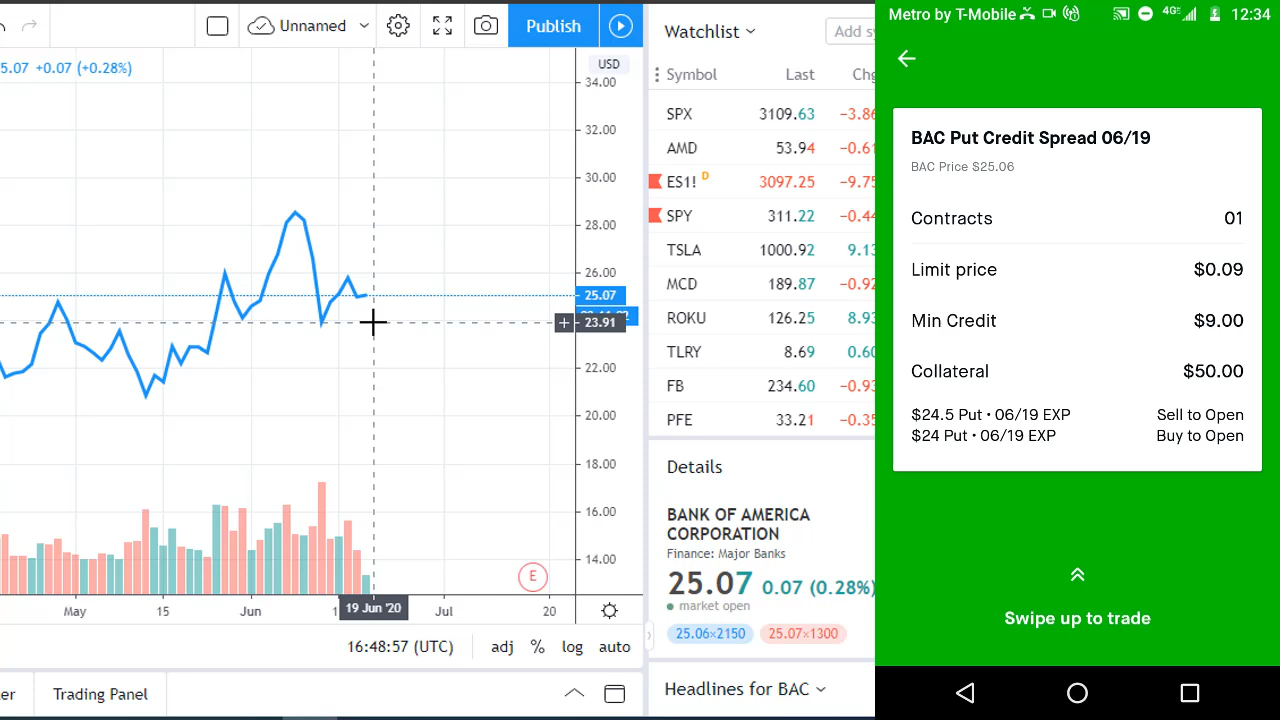 Unnamed
Publish
5.07 +0.07 (+0.28%)
USD
34.00
32.00
30.00
28.00
26.00
25.07
23.91
22.00
20.00
18.00
16.00
14.00
E
May 15 Jun 19 Jun '20 Jul 20
16:48:57 (UTC) adj % log auto
er Trading Panel
Watchlist
Add sy
Symbol Last Chg
SPX 3109.63 −3.86
AMD 53.94 −0.61
ES1! D 3097.25 −9.75
SPY 311.22 −0.44
TSLA 1000.92 9.13
MCD 189.87 −0.92
ROKU 126.25 8.93
TLRY 8.69 0.60
FB 234.60 −0.93
PFE 33.21 −0.35
Details
BANK OF AMERICA
CORPORATION
Finance: Major Banks
25.07 0.07 (0.28%)
market open
25.06×2150 25.07×1300
Headlines for BAC
Metro by T-Mobile 4GE 12:34
BAC Put Credit Spread 06/19
BAC Price $25.06
Contracts 01
Limit price $0.09
Min Credit $9.00
Collateral $50.00
$24.5 Put • 06/19 EXP Sell to Open
$24 Put • 06/19 EXP Buy to Open
Swipe up to trade